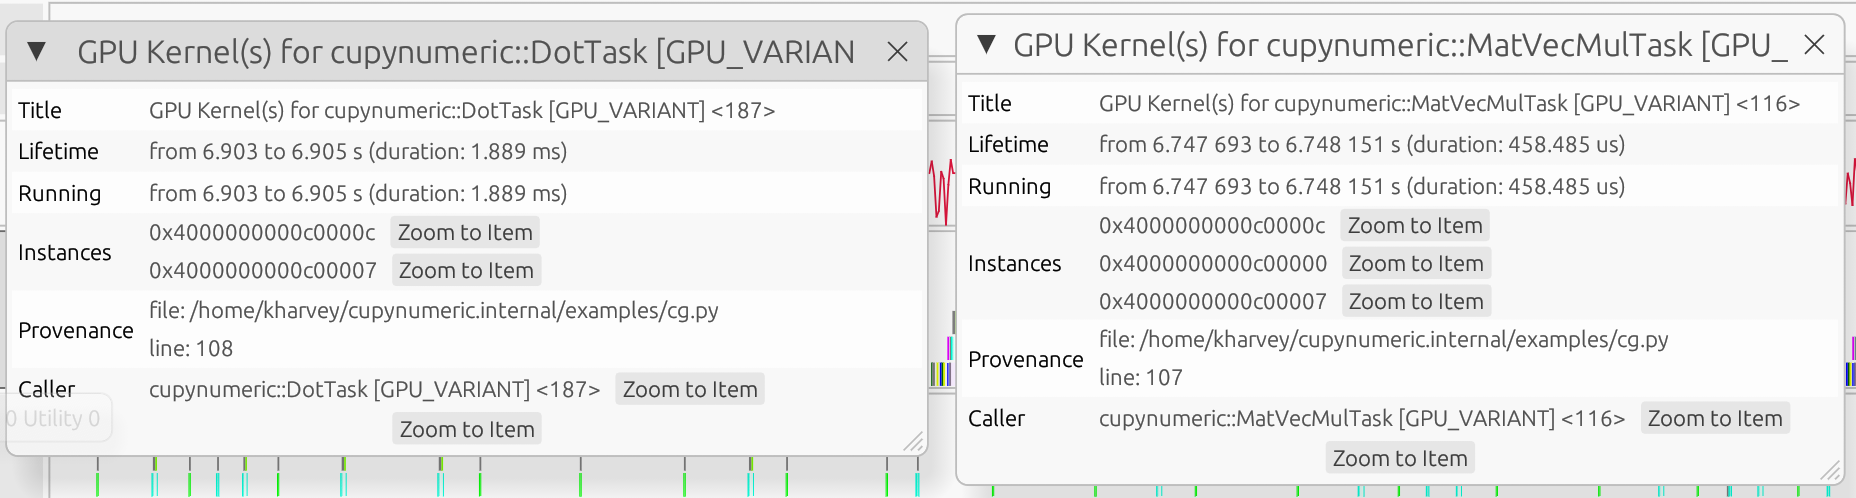 ▼ GPU Kernel(s) for cupynumeric::DotTask [GPU_VARIAN
Title GPU Kernel(s) for cupynumeric::DotTask [GPU_VARIANT] <187>
Lifetime from 6.903 to 6.905 s (duration: 1.889 ms)
Running from 6.903 to 6.905 s (duration: 1.889 ms)
Instances
0x4000000000c0000c Zoom to Item
0x4000000000c00007 Zoom to Item
Provenance
file: /home/kharvey/cupynumeric.internal/examples/cg.py
line: 108
Caller cupynumeric::DotTask [GPU_VARIANT] <187> Zoom to Item
Zoom to Item
0 Utility 0
▼ GPU Kernel(s) for cupynumeric::MatVecMulTask [GPU_
Title GPU Kernel(s) for cupynumeric::MatVecMulTask [GPU_VARIANT] <116>
Lifetime from 6.747 693 to 6.748 151 s (duration: 458.485 us)
Running from 6.747 693 to 6.748 151 s (duration: 458.485 us)
Instances
0x4000000000c0000c Zoom to Item
0x4000000000c00000 Zoom to Item
0x4000000000c00007 Zoom to Item
Provenance
file: /home/kharvey/cupynumeric.internal/examples/cg.py
line: 107
Caller cupynumeric::MatVecMulTask [GPU_VARIANT] <116> Zoom to Item
Zoom to Item